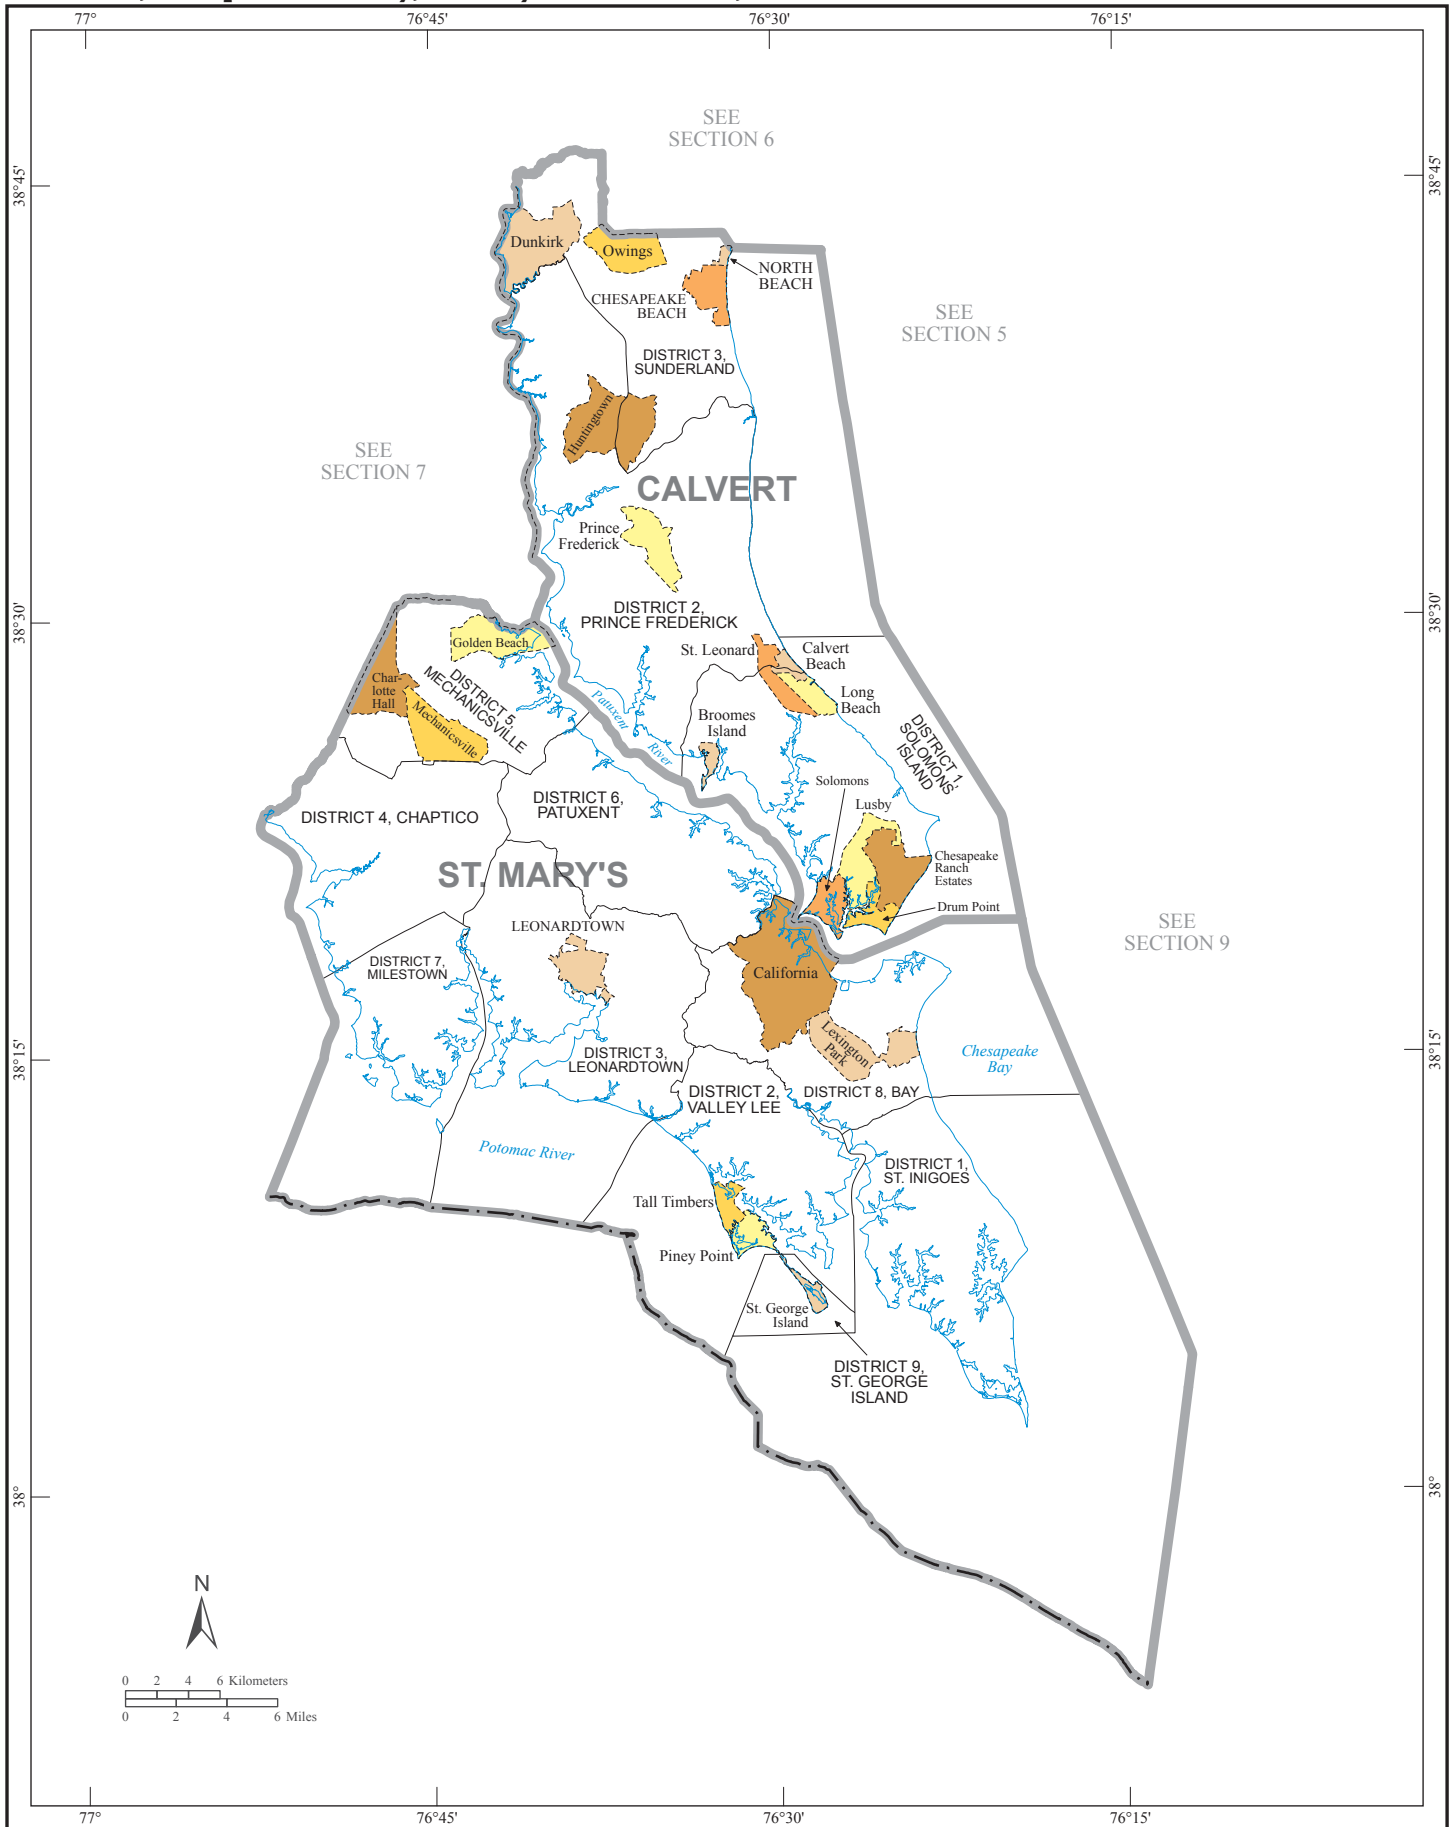 77°
76°45'
76°30'
76°15'
SEE
SECTION 6
38°45'
38°45'
Dunkirk
Owings
NORTH
BEACH
CHESAPEAKE
BEACH
SEE
SECTION 5
DISTRICT 3,
SUNDERLAND
Huntingtown
SEE
SECTION 7
CALVERT
Prince
Frederick
38°30'
38°30'
DISTRICT 2,
PRINCE FREDERICK
Golden Beach
St. Leonard
Calvert
Beach
Char-
lotte
Hall
DISTRICT 5,
MECHANICSVILLE
Long
Beach
Mechanicsville
Patuxent
River
Broomes
Island
DISTRICT 1,
SOLOMONS
ISLAND
Solomons
Lusby
DISTRICT 6,
PATUXENT
DISTRICT 4, CHAPTICO
Chesapeake
Ranch
Estates
ST. MARY'S
Drum Point
LEONARDTOWN
SEE
SECTION 9
DISTRICT 7,
MILESTOWN
California
Lexington
Park
38°15'
38°15'
Chesapeake
Bay
DISTRICT 3,
LEONARDTOWN
DISTRICT 2,
VALLEY LEE
DISTRICT 8, BAY
Potomac River
DISTRICT 1,
ST. INIGOES
Tall Timbers
Piney Point
St. George
Island
DISTRICT 9,
ST. GEORGE
ISLAND
38°
38°
N
0 2 4 6 Kilometers
0 2 4 6 Miles
77°
76°45'
76°30'
76°15'